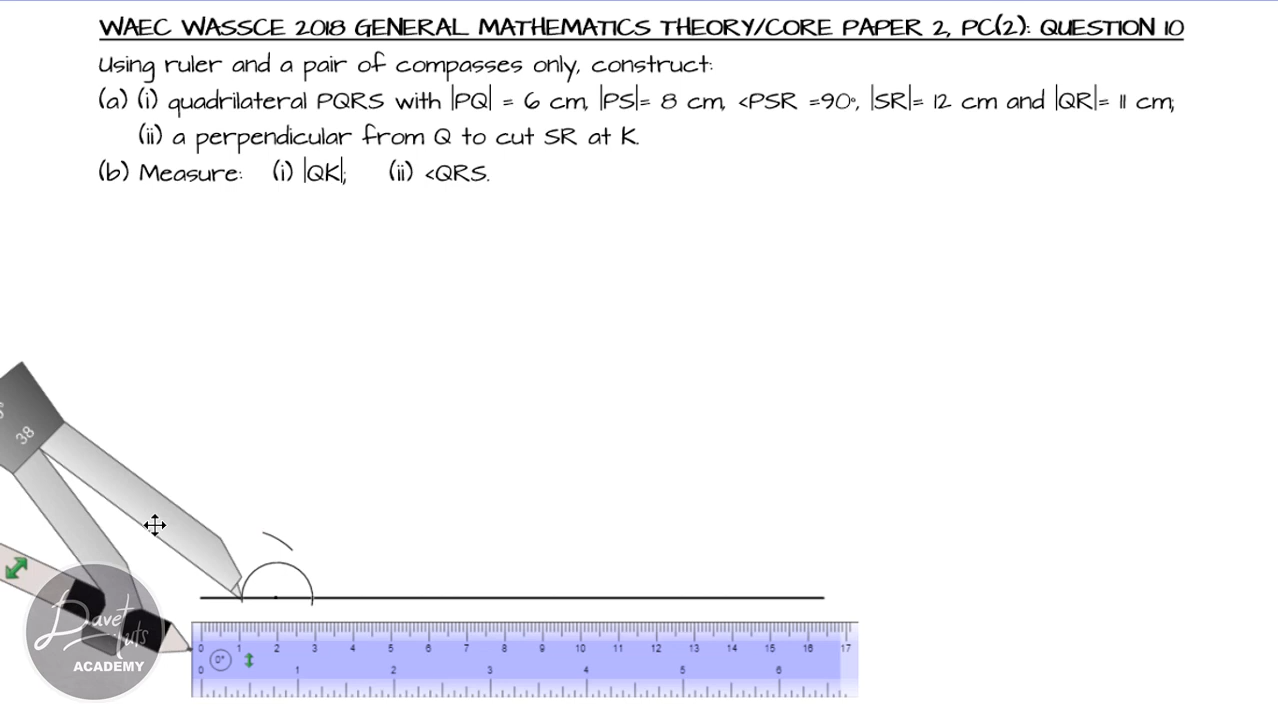 WAEC WASSCE 2018 GENERAL MATHEMATICS THEORY/CORE PAPER 2, PC(2): QUESTION 10
Using ruler and a pair of compasses only, construct:
(a) (i) quadrilateral PQRS with |PQ| = 6 cm, |PS|= 8 cm, <PSR =90°, |SR|= 12 cm and |QR|= 11 cm;
(ii) a perpendicular from Q to cut SR at K.
(b) Measure: (i) |QK|; (ii) <QRS.
38
0 1 2 3 4 5 6 7 8 9 10 11 12 13 14 15 16 17
0°
0 1 2 3 4 5 6
Davet
tuts
ACADEMY